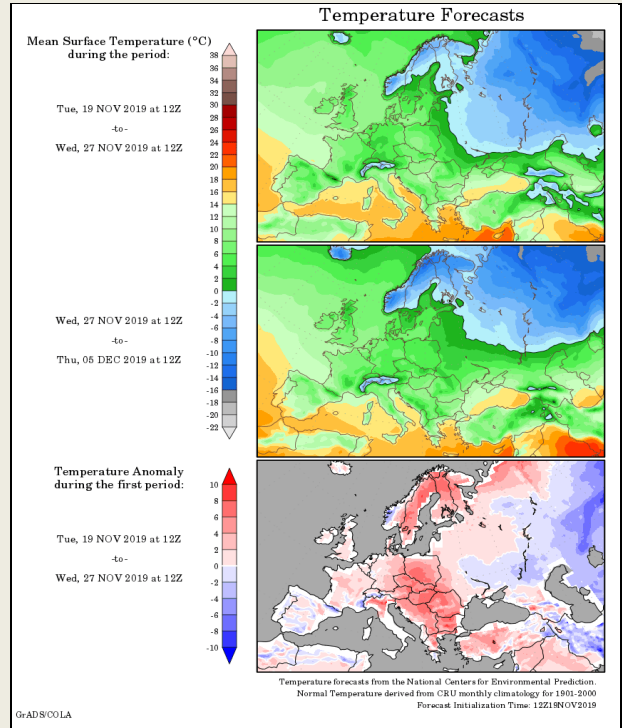 Temperature Forecasts
Mean Surface Temperature (°C)
during the period:
Tue, 19 NOV 2019 at 12Z
-to-
Wed, 27 NOV 2019 at 12Z
38
36
34
32
30
28
26
24
22
20
18
16
14
12
10
8
6
4
2
0
-2
-4
-6
-8
-10
-12
-14
-16
-18
-20
-22
Wed, 27 NOV 2019 at 12Z
-to-
Thu, 05 DEC 2019 at 12Z
Temperature Anomaly
during the first period:
Tue, 19 NOV 2019 at 12Z
-to-
Wed, 27 NOV 2019 at 12Z
10
8
6
4
2
0
-2
-4
-6
-8
-10
Temperature forecasts from the National Centers for Environmental Prediction.
Normal Temperature derived from CRU monthly climatology for 1901-2000
Forecast Initialization Time: 12Z19NOV2019
GrADS/COLA